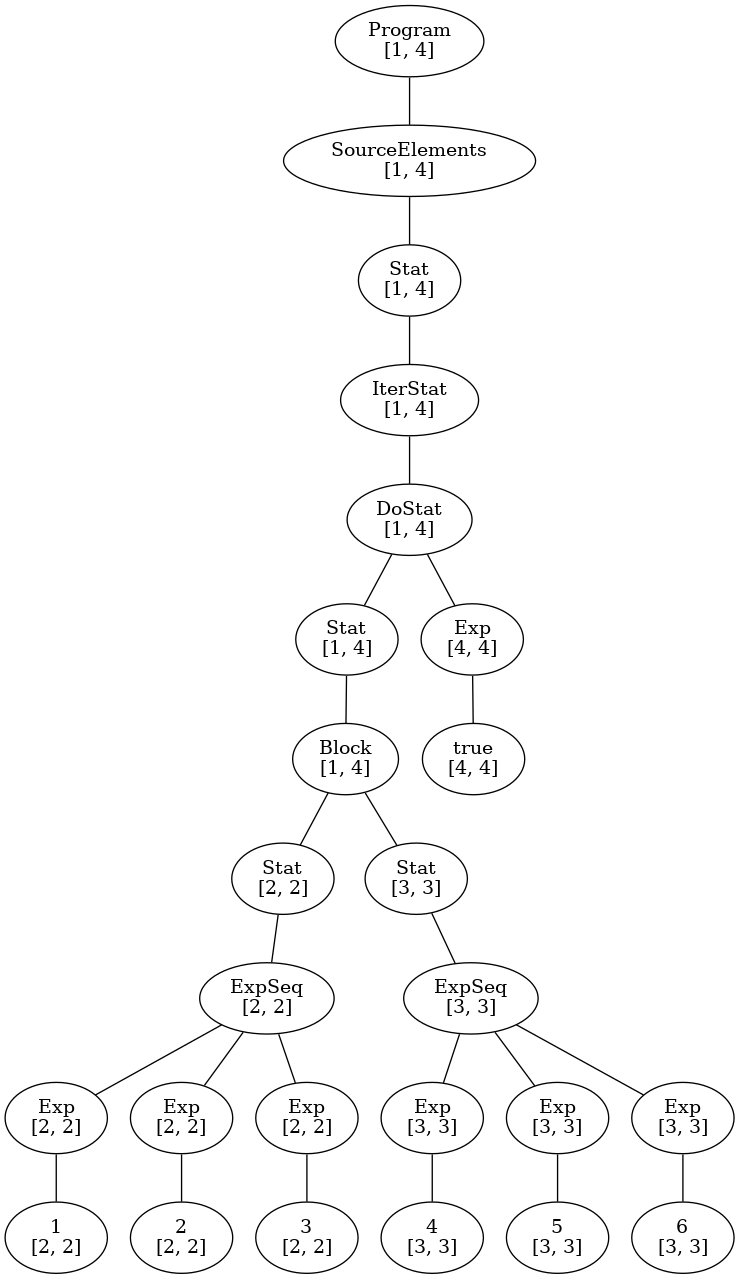 Program
[1, 4]
SourceElements
[1, 4]
Stat
[1, 4]
IterStat
[1, 4]
DoStat
[1, 4]
Stat
[1, 4]
Exp
[4, 4]
Block
[1, 4]
true
[4, 4]
Stat
[2, 2]
Stat
[3, 3]
ExpSeq
[2, 2]
ExpSeq
[3, 3]
Exp
[2, 2]
Exp
[2, 2]
Exp
[2, 2]
Exp
[3, 3]
Exp
[3, 3]
Exp
[3, 3]
1
[2, 2]
2
[2, 2]
3
[2, 2]
4
[3, 3]
5
[3, 3]
6
[3, 3]